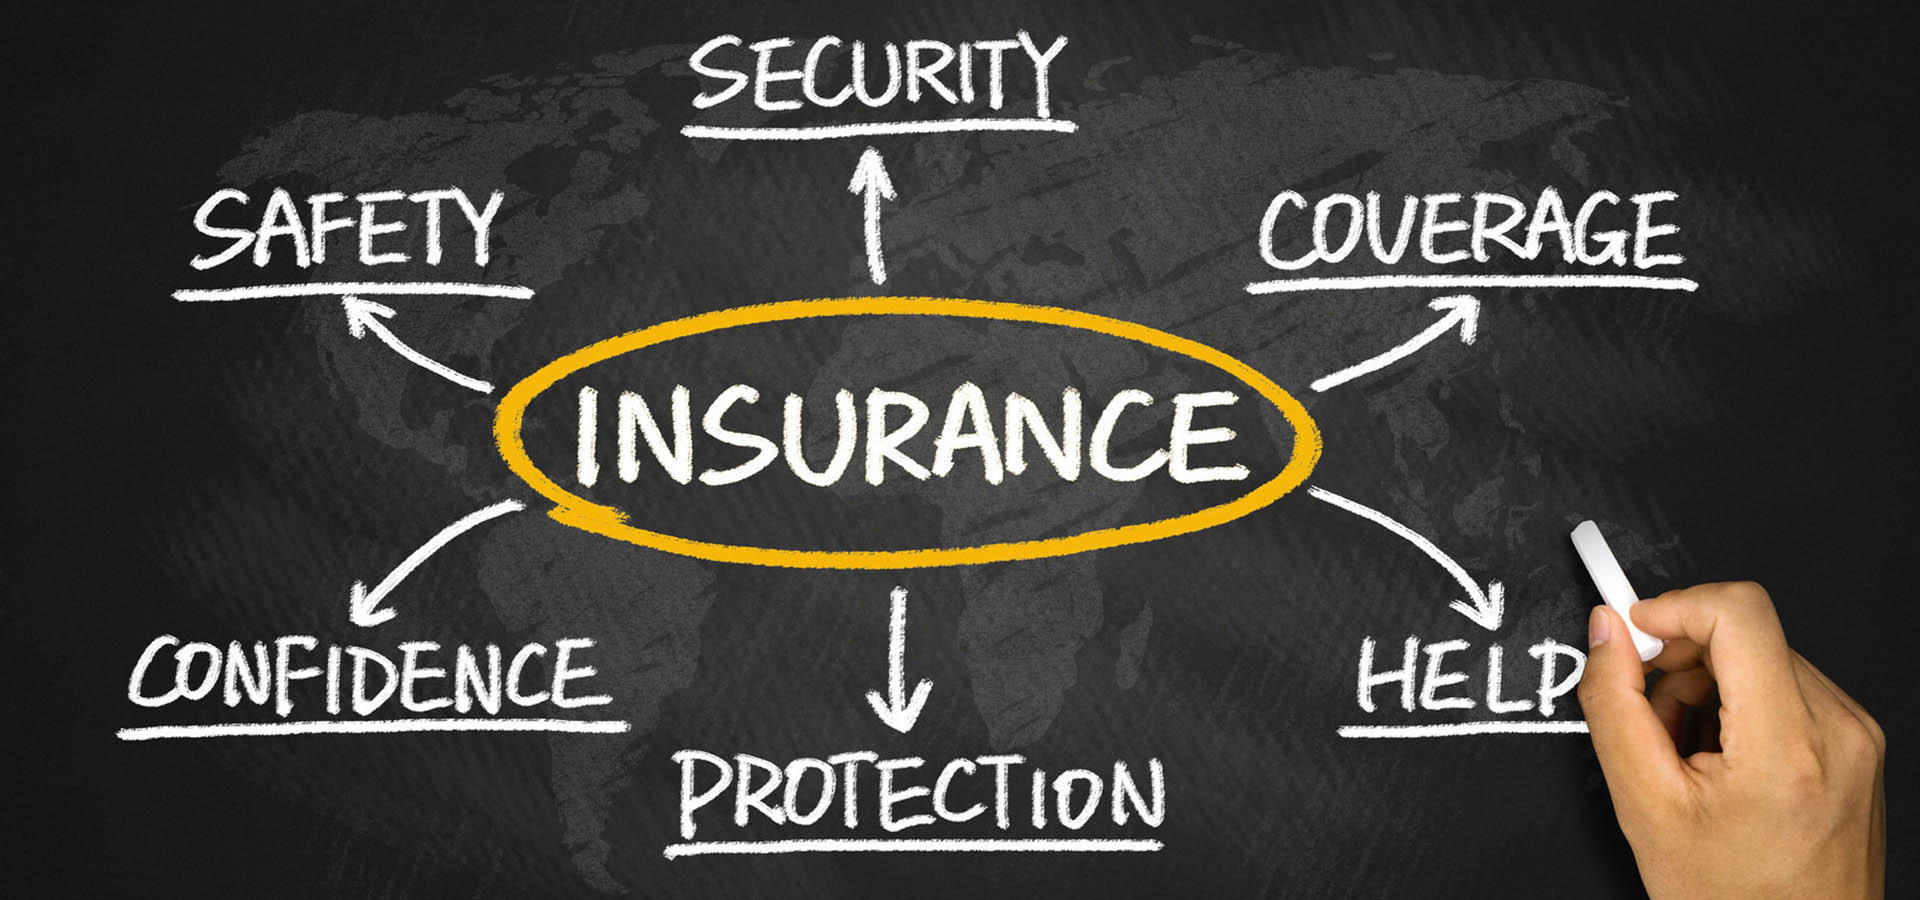 SECURITY
SAFETY
COVERAGE
INSURANCE
CONFIDENCE
HELP
PROTECTION